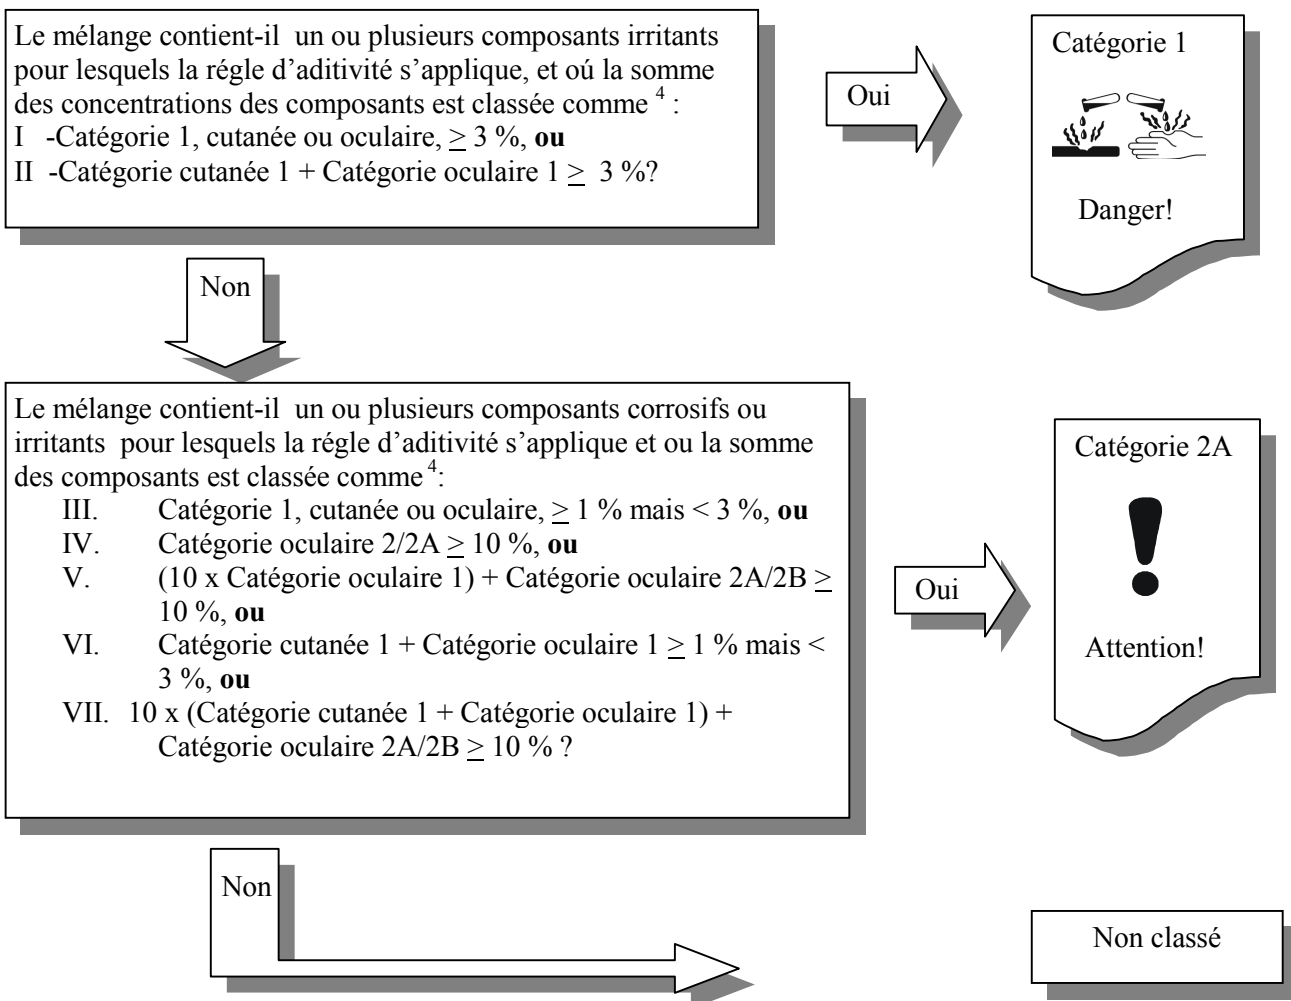 Le mélange contient-il un ou plusieurs composants irritants
pour lesquels la régle d'aditivité s'applique, et oú la somme
des concentrations des composants est classée comme 4 :
I -Catégorie 1, cutanée ou oculaire, ≥ 3 %, ou
II -Catégorie cutanée 1 + Catégorie oculaire 1 ≥ 3 %?
Oui
Catégorie 1
Danger!
Non
Le mélange contient-il un ou plusieurs composants corrosifs ou
irritants pour lesquels la régle d'aditivité s'applique et ou la somme
des composants est classée comme 4:
III. Catégorie 1, cutanée ou oculaire, ≥ 1 % mais < 3 %, ou
IV. Catégorie oculaire 2/2A ≥ 10 %, ou
V. (10 x Catégorie oculaire 1) + Catégorie oculaire 2A/2B ≥
10 %, ou
VI. Catégorie cutanée 1 + Catégorie oculaire 1 ≥ 1 % mais <
3 %, ou
VII. 10 x (Catégorie cutanée 1 + Catégorie oculaire 1) +
Catégorie oculaire 2A/2B ≥ 10 % ?
Oui
Catégorie 2A
Attention!
Non
Non classé